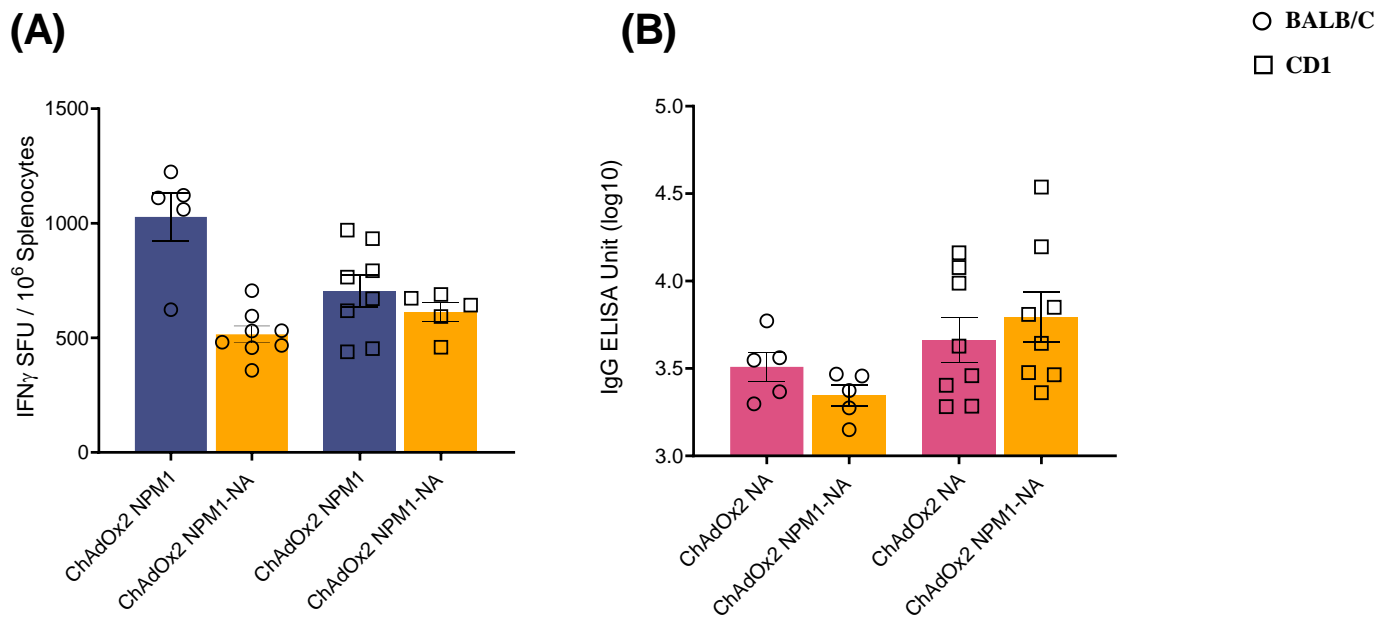 (A)
(B)
BALB/C
CD1
IFNγ SFU / 10⁶ Splenocytes
1500
1000
500
0
ChAdOx2 NPM1
ChAdOx2 NPM1-NA
ChAdOx2 NPM1
ChAdOx2 NPM1-NA
IgG ELISA Unit (log10)
5.0
4.5
4.0
3.5
3.0
ChAdOx2 NA
ChAdOx2 NPM1-NA
ChAdOx2 NA
ChAdOx2 NPM1-NA